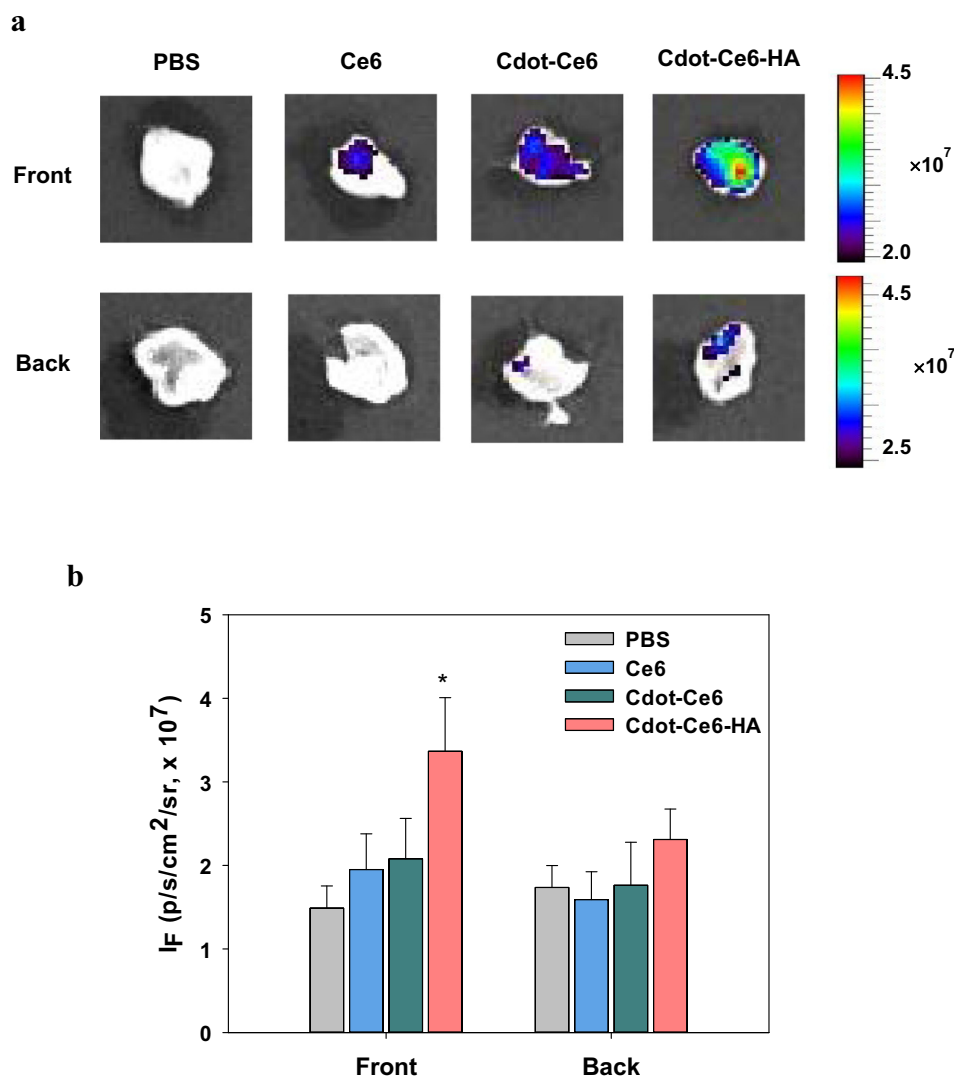 a
PBS Ce6 Cdot-Ce6 Cdot-Ce6-HA
4.5
Front
×10⁷
2.0
4.5
Back
×10⁷
2.5
b
5
PBS
Ce6
Cdot-Ce6
Cdot-Ce6-HA
*
4
3
2
1
0
I_F (p/s/cm²/sr, x 10⁷)
Front Back